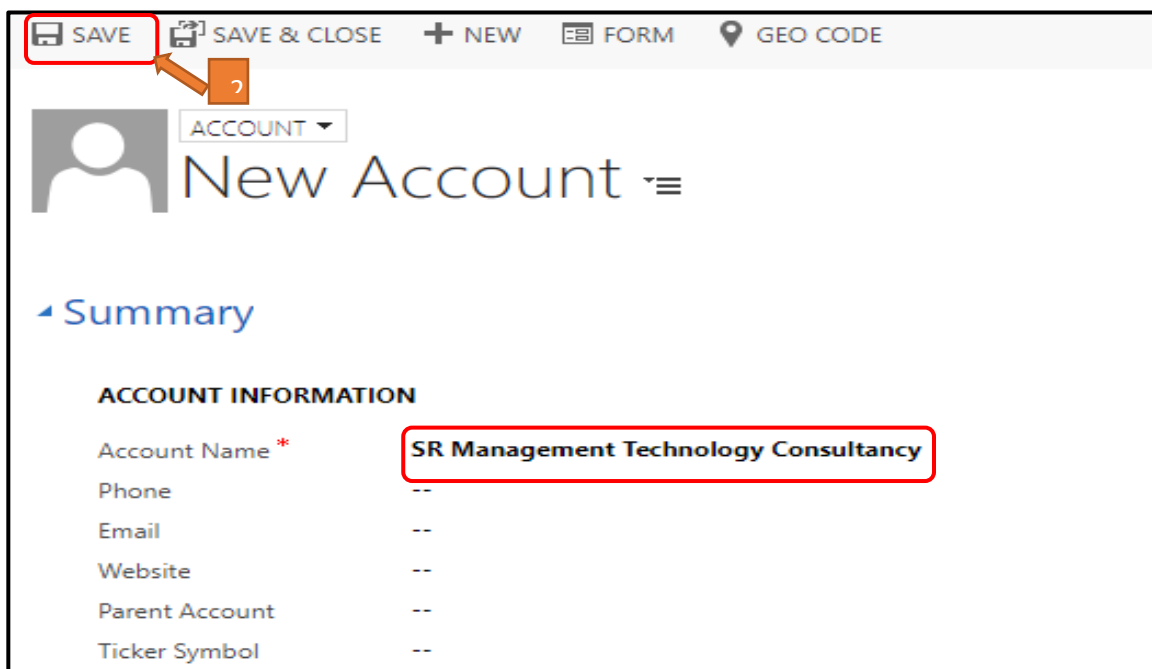 SAVE SAVE & CLOSE NEW FORM GEO CODE
2
ACCOUNT
New Account
Summary
ACCOUNT INFORMATION
Account Name * SR Management Technology Consultancy
Phone --
Email --
Website --
Parent Account --
Ticker Symbol --